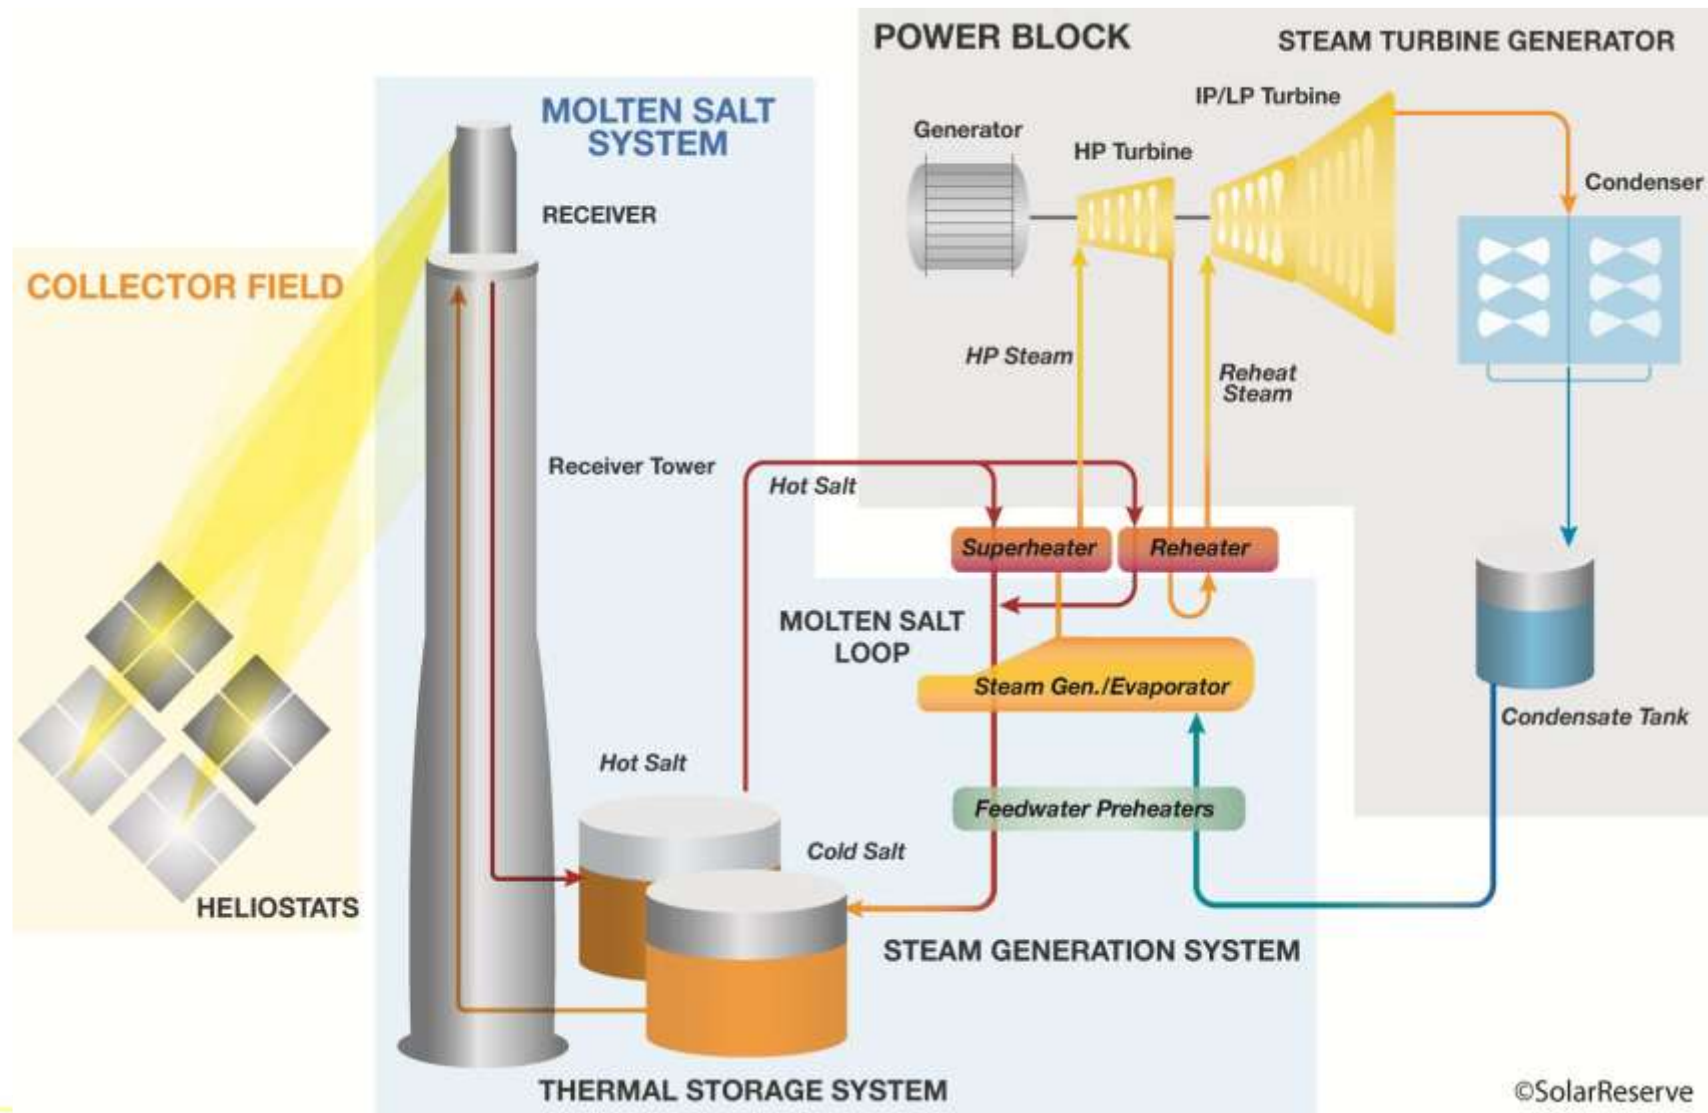 POWER BLOCK
STEAM TURBINE GENERATOR
MOLTEN SALT
SYSTEM
IP/LP Turbine
Generator
HP Turbine
Condenser
RECEIVER
COLLECTOR FIELD
HP Steam
Reheat
Steam
Receiver Tower
Hot Salt
Superheater
Reheater
MOLTEN SALT
LOOP
Steam Gen./Evaporator
Condensate Tank
Hot Salt
Feedwater Preheaters
Cold Salt
HELIOSTATS
STEAM GENERATION SYSTEM
THERMAL STORAGE SYSTEM
©SolarReserve